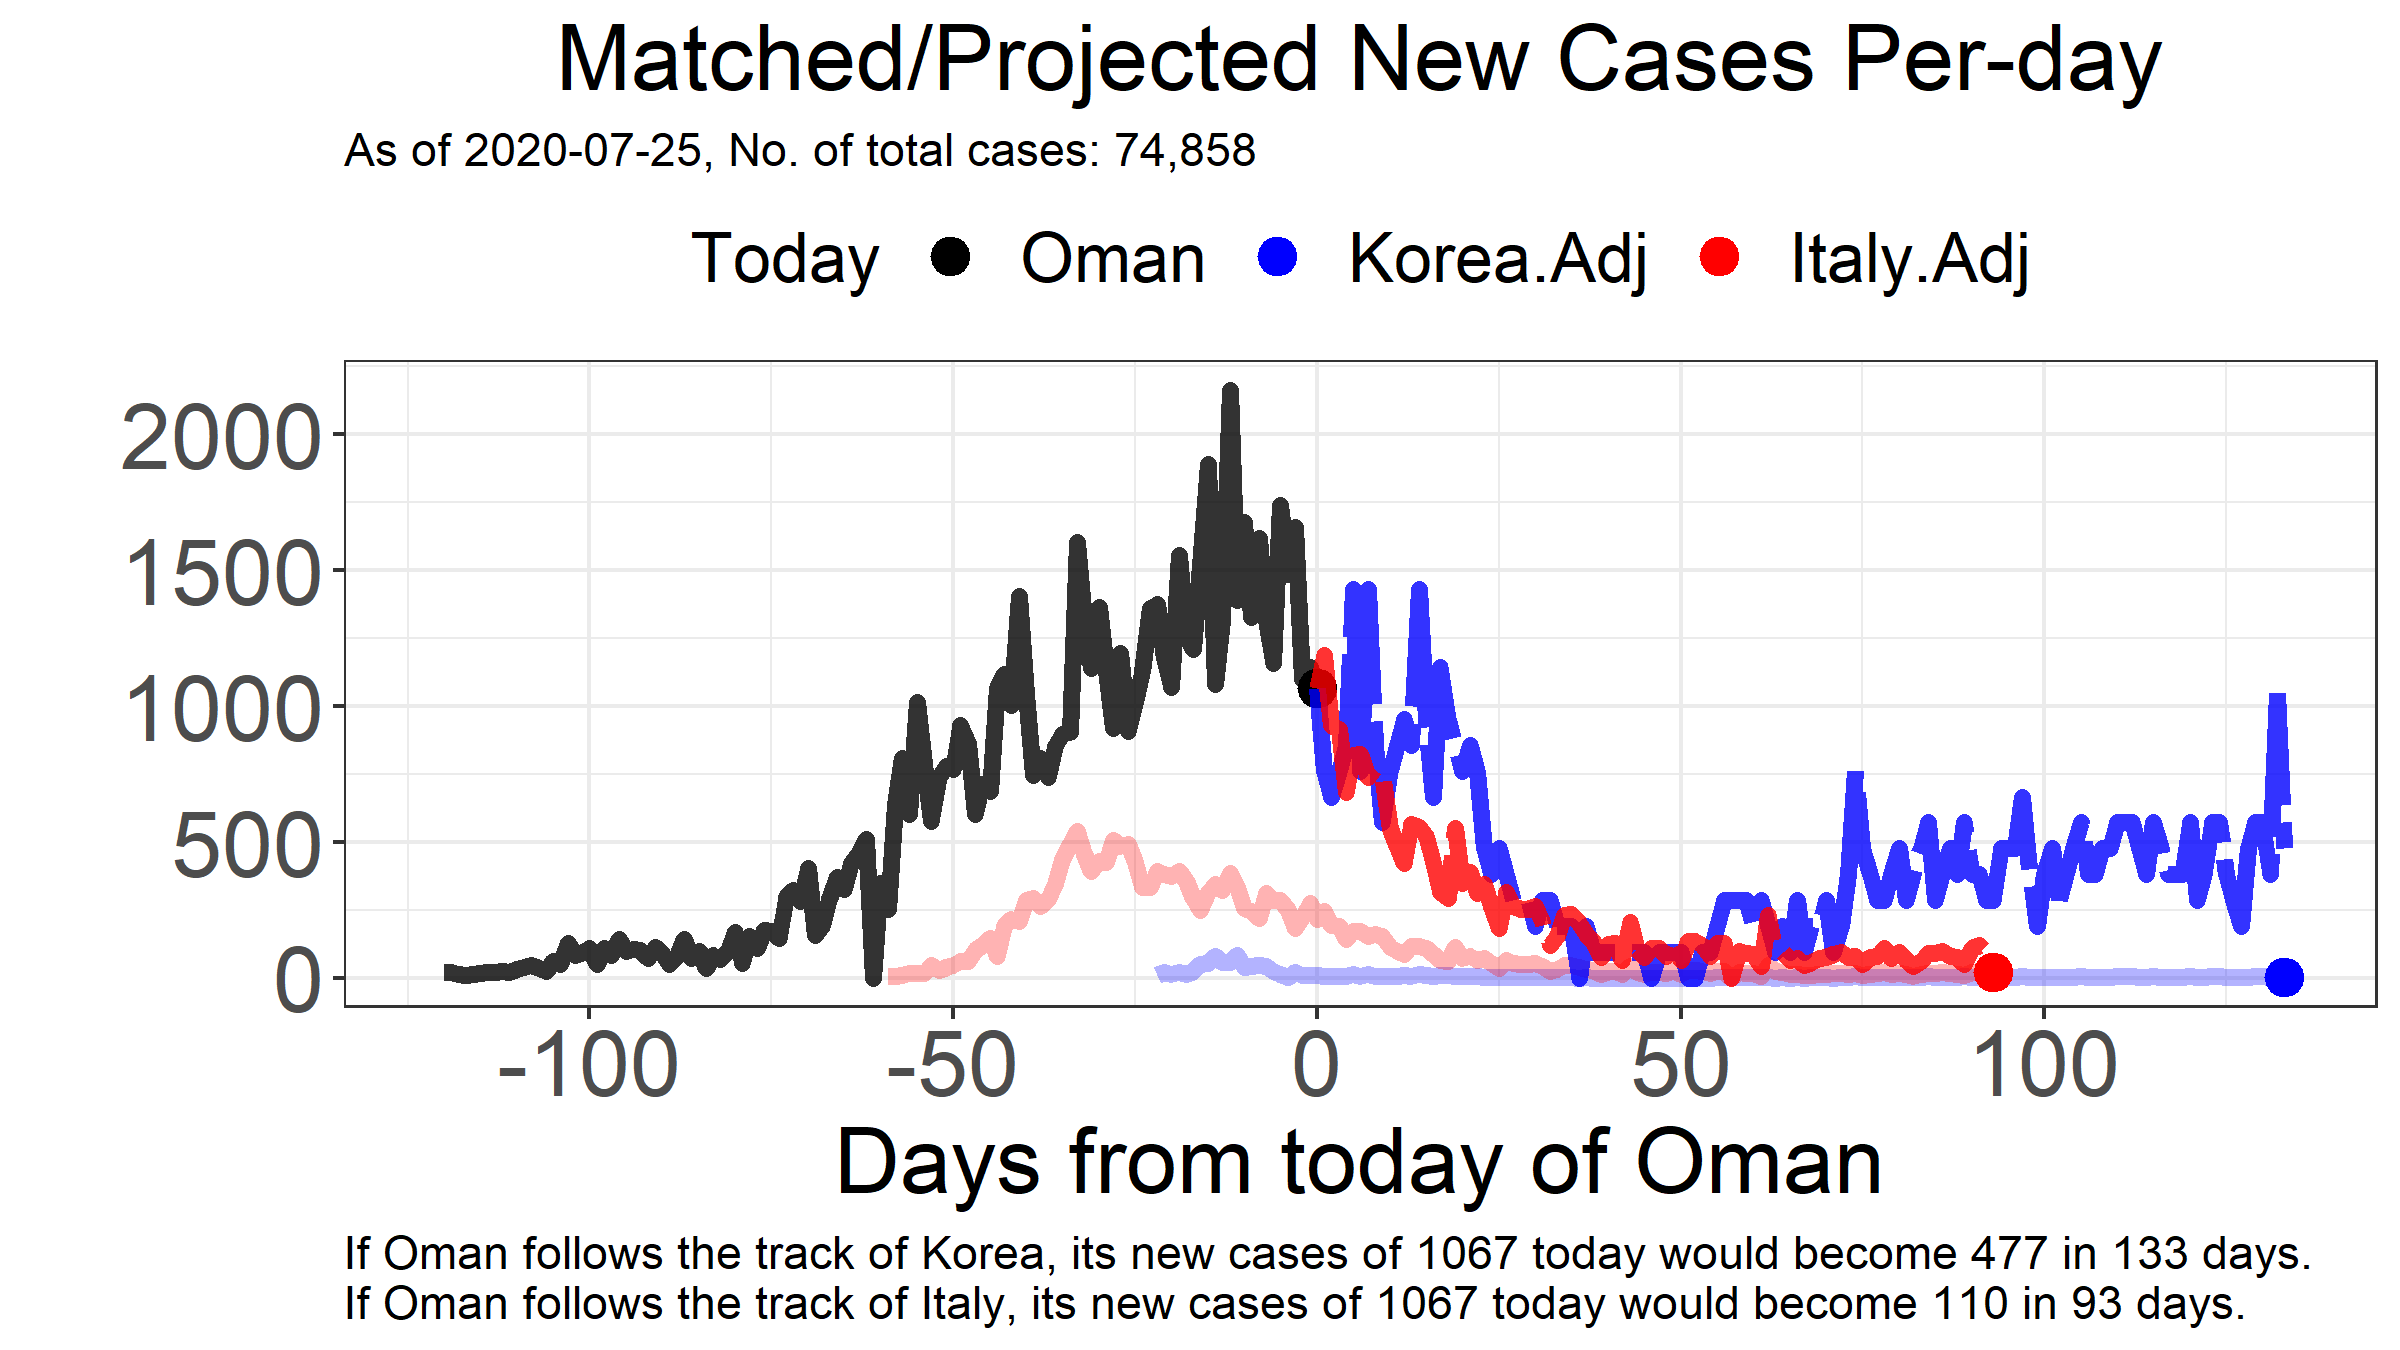 Matched/Projected New Cases Per-day
As of 2020-07-25, No. of total cases: 74,858
Today Oman Korea.Adj Italy.Adj
2000
1500
1000
500
0
-100 -50 0 50 100
Days from today of Oman
If Oman follows the track of Korea, its new cases of 1067 today would become 477 in 133 days.
If Oman follows the track of Italy, its new cases of 1067 today would become 110 in 93 days.